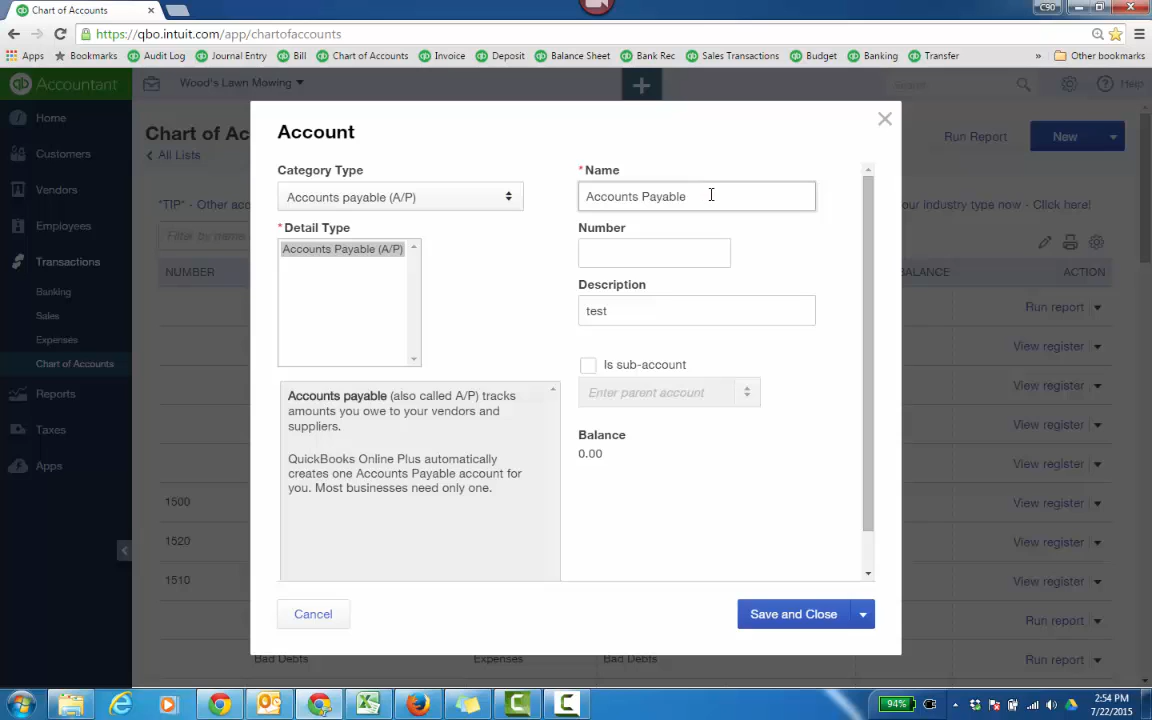 Chart of Accounts
C90
https://qbo.intuit.com/app/chartofaccounts
Apps Bookmarks Audit Log Journal Entry Bill Chart of Accounts Invoice Deposit Balance Sheet Bank Rec Sales Transactions Budget Banking Transfer » Other bookmarks
qb Accountant Wood's Lawn Mowing Search Help
Home
Customers
Vendors
Employees
Transactions
Banking
Sales
Expenses
Chart of Accounts
Reports
Taxes
Apps
Chart of Ac
All Lists
Run Report New
*TIP* - Other acco
your industry type now - Click here!
Filter by name
NUMBER BALANCE ACTION
Run report
View register
View register
View register
View register
1500 View register
1520 View register
1510 View register
Run report
Bad Debts Expenses Bad Debts Run report
Account
Category Type
Accounts payable (A/P)
* Detail Type
Accounts Payable (A/P)
Accounts payable (also called A/P) tracks
amounts you owe to your vendors and
suppliers.
QuickBooks Online Plus automatically
creates one Accounts Payable account for
you. Most businesses need only one.
* Name
Accounts Payable
Number
Description
test
Is sub-account
Enter parent account
Balance
0.00
Cancel
Save and Close
94%
2:54 PM
7/22/2015